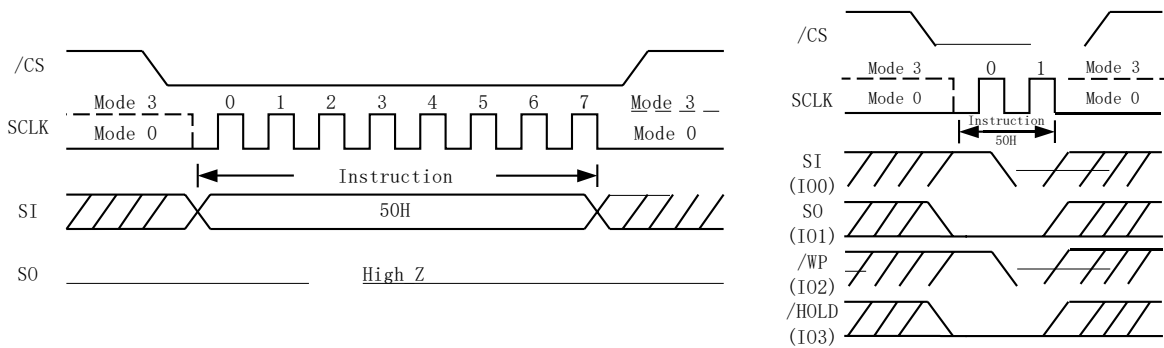 /CS
Mode 3 0 1 2 3 4 5 6 7 Mode 3
SCLK
Mode 0 Mode 0
Instruction
SI 50H
SO High Z
/CS
Mode 3 0 1 Mode 3
SCLK Mode 0 Mode 0
Instruction
50H
SI
(IO0)
SO
(IO1)
/WP
(IO2)
/HOLD
(IO3)